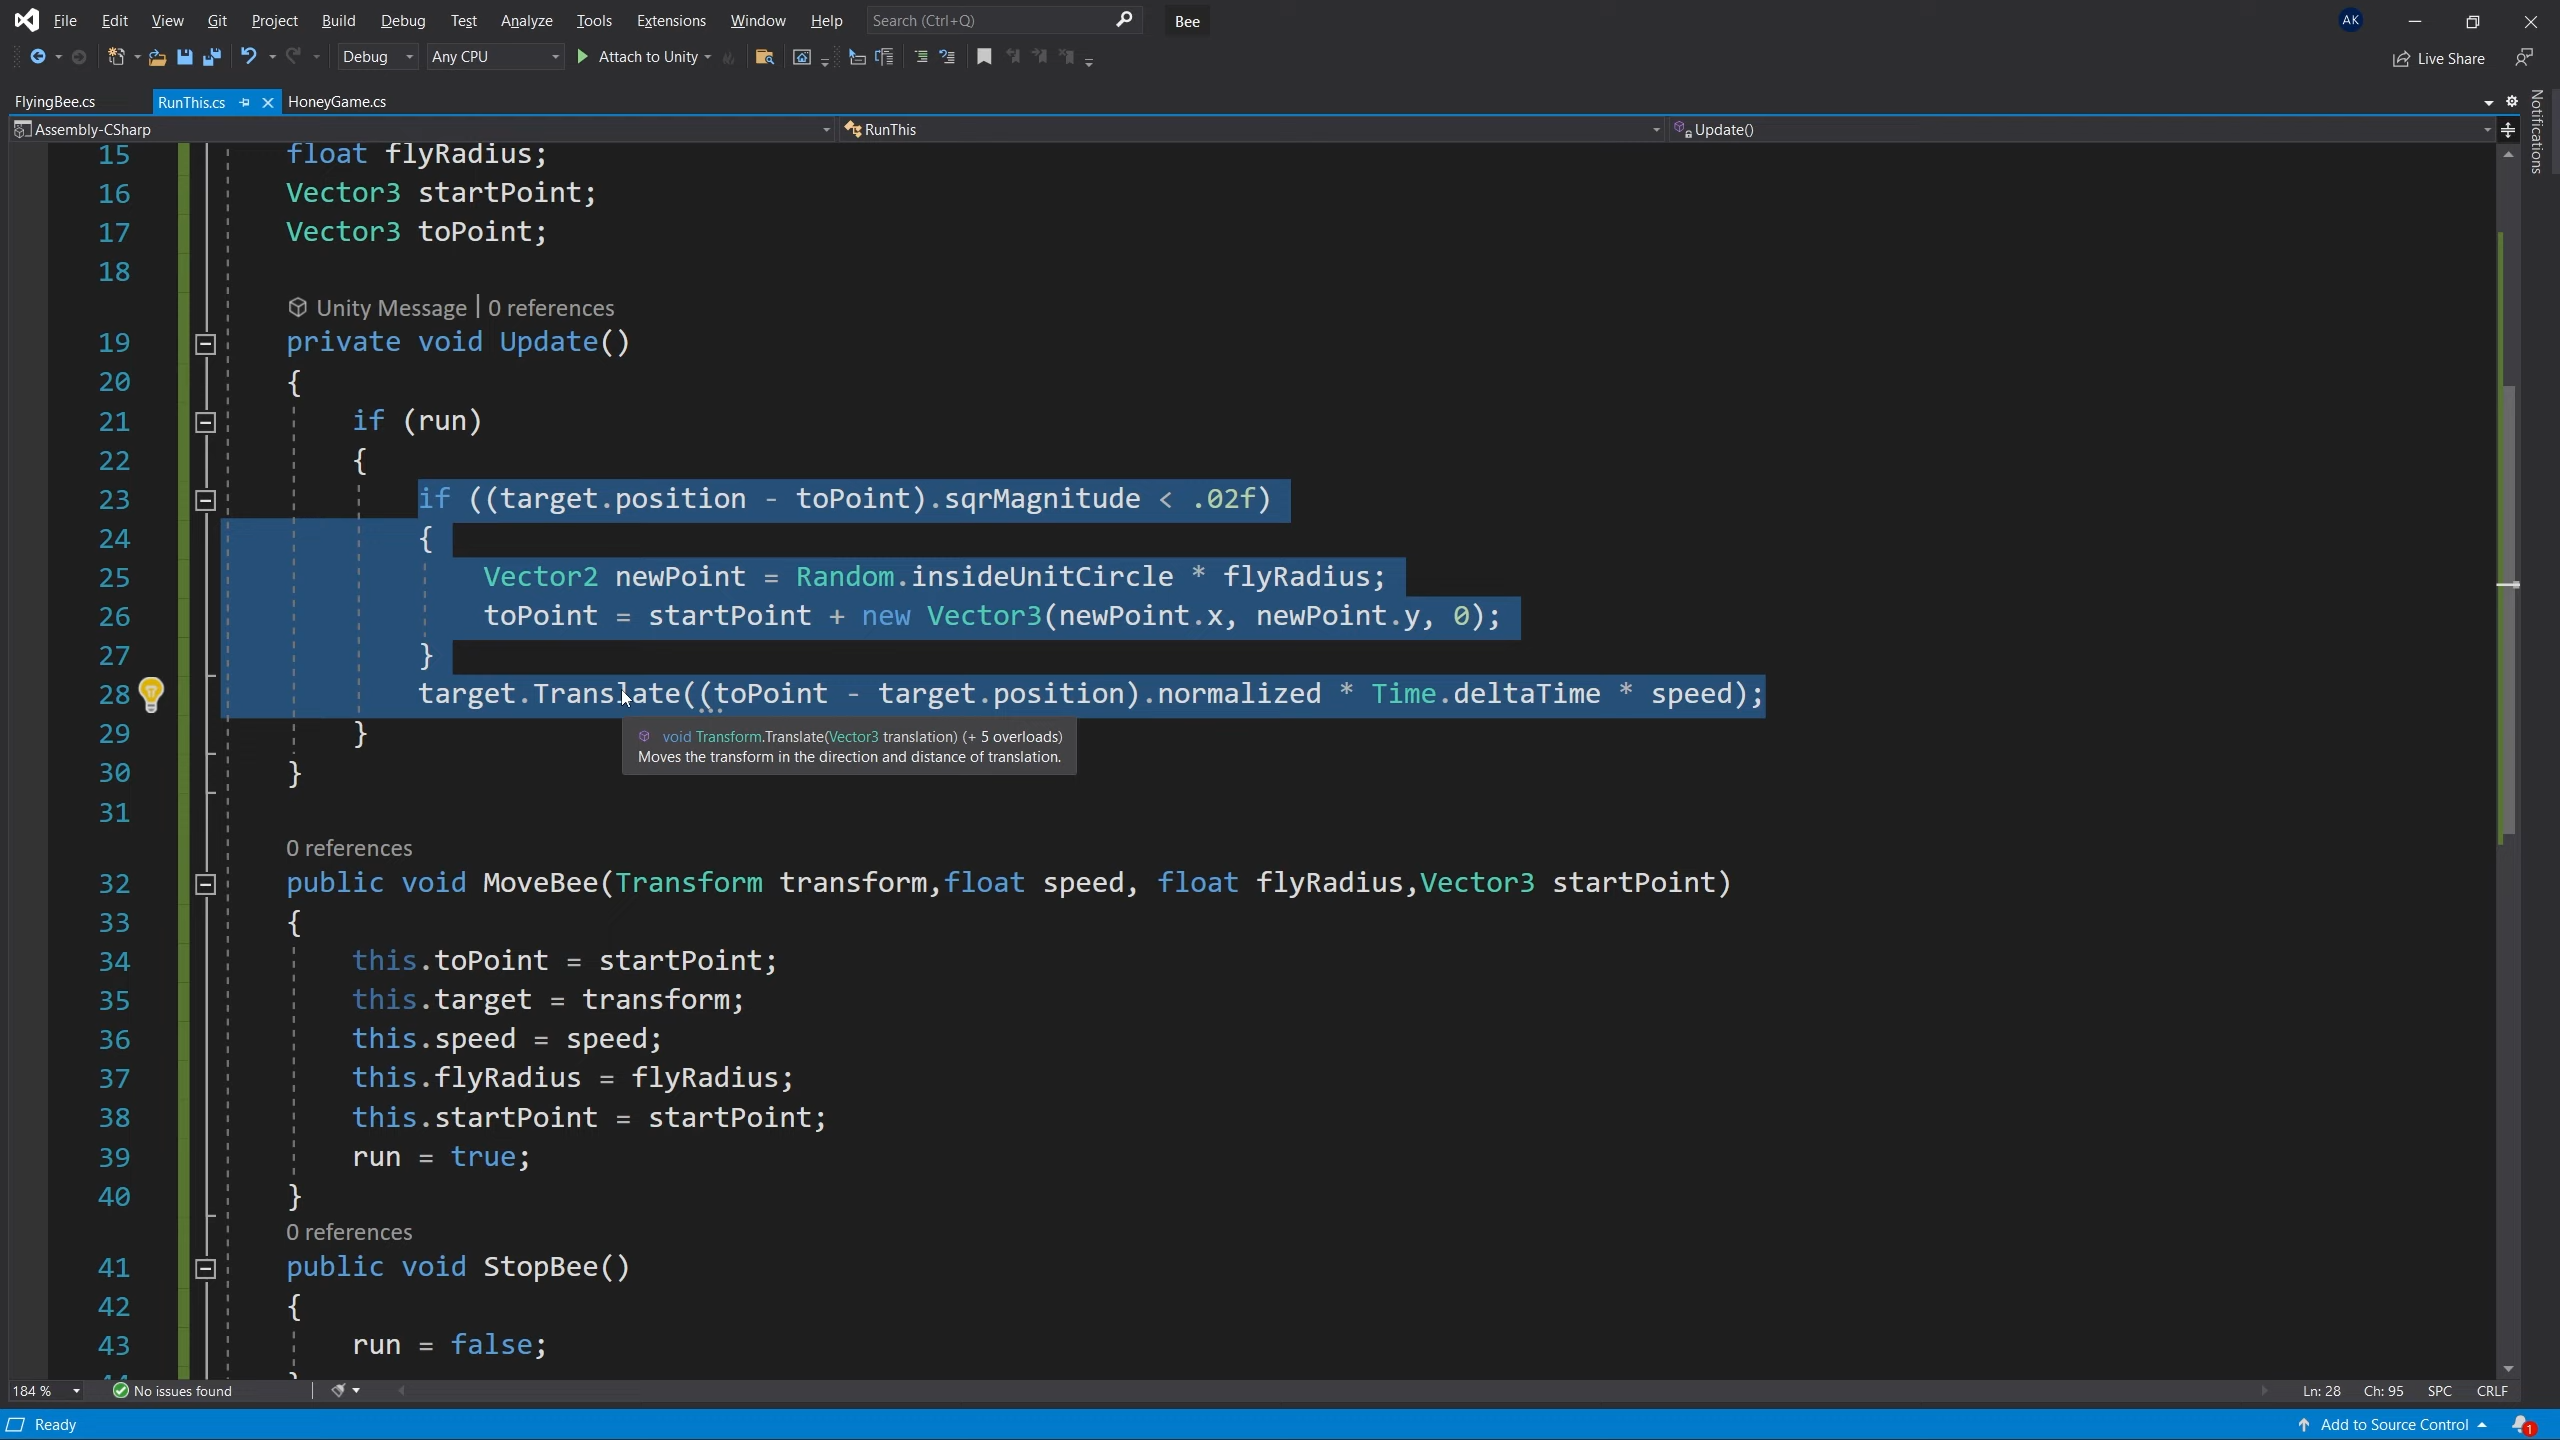 File Edit View Git Project Build Debug Test Analyze Tools Extensions Window Help Search (Ctrl+Q) Bee AK
Debug Any CPU Attach to Unity Live Share
FlyingBee.cs RunThis.cs HoneyGame.cs
Assembly-CSharp RunThis Update()
Notifications
15 float flyRadius;
16 Vector3 startPoint;
17 Vector3 toPoint;
18
Unity Message | 0 references
19 private void Update()
20 {
21 if (run)
22 {
23 if ((target.position - toPoint).sqrMagnitude < .02f)
24 {
25 Vector2 newPoint = Random.insideUnitCircle * flyRadius;
26 toPoint = startPoint + new Vector3(newPoint.x, newPoint.y, 0);
27 }
28 target.Translate((toPoint - target.position).normalized * Time.deltaTime * speed);
29 }
void Transform.Translate(Vector3 translation) (+ 5 overloads)
Moves the transform in the direction and distance of translation.
30 }
31
0 references
32 public void MoveBee(Transform transform,float speed, float flyRadius,Vector3 startPoint)
33 {
34 this.toPoint = startPoint;
35 this.target = transform;
36 this.speed = speed;
37 this.flyRadius = flyRadius;
38 this.startPoint = startPoint;
39 run = true;
40 }
0 references
41 public void StopBee()
42 {
43 run = false;
184 % No issues found Ln: 28 Ch: 95 SPC CRLF
Ready Add to Source Control 1